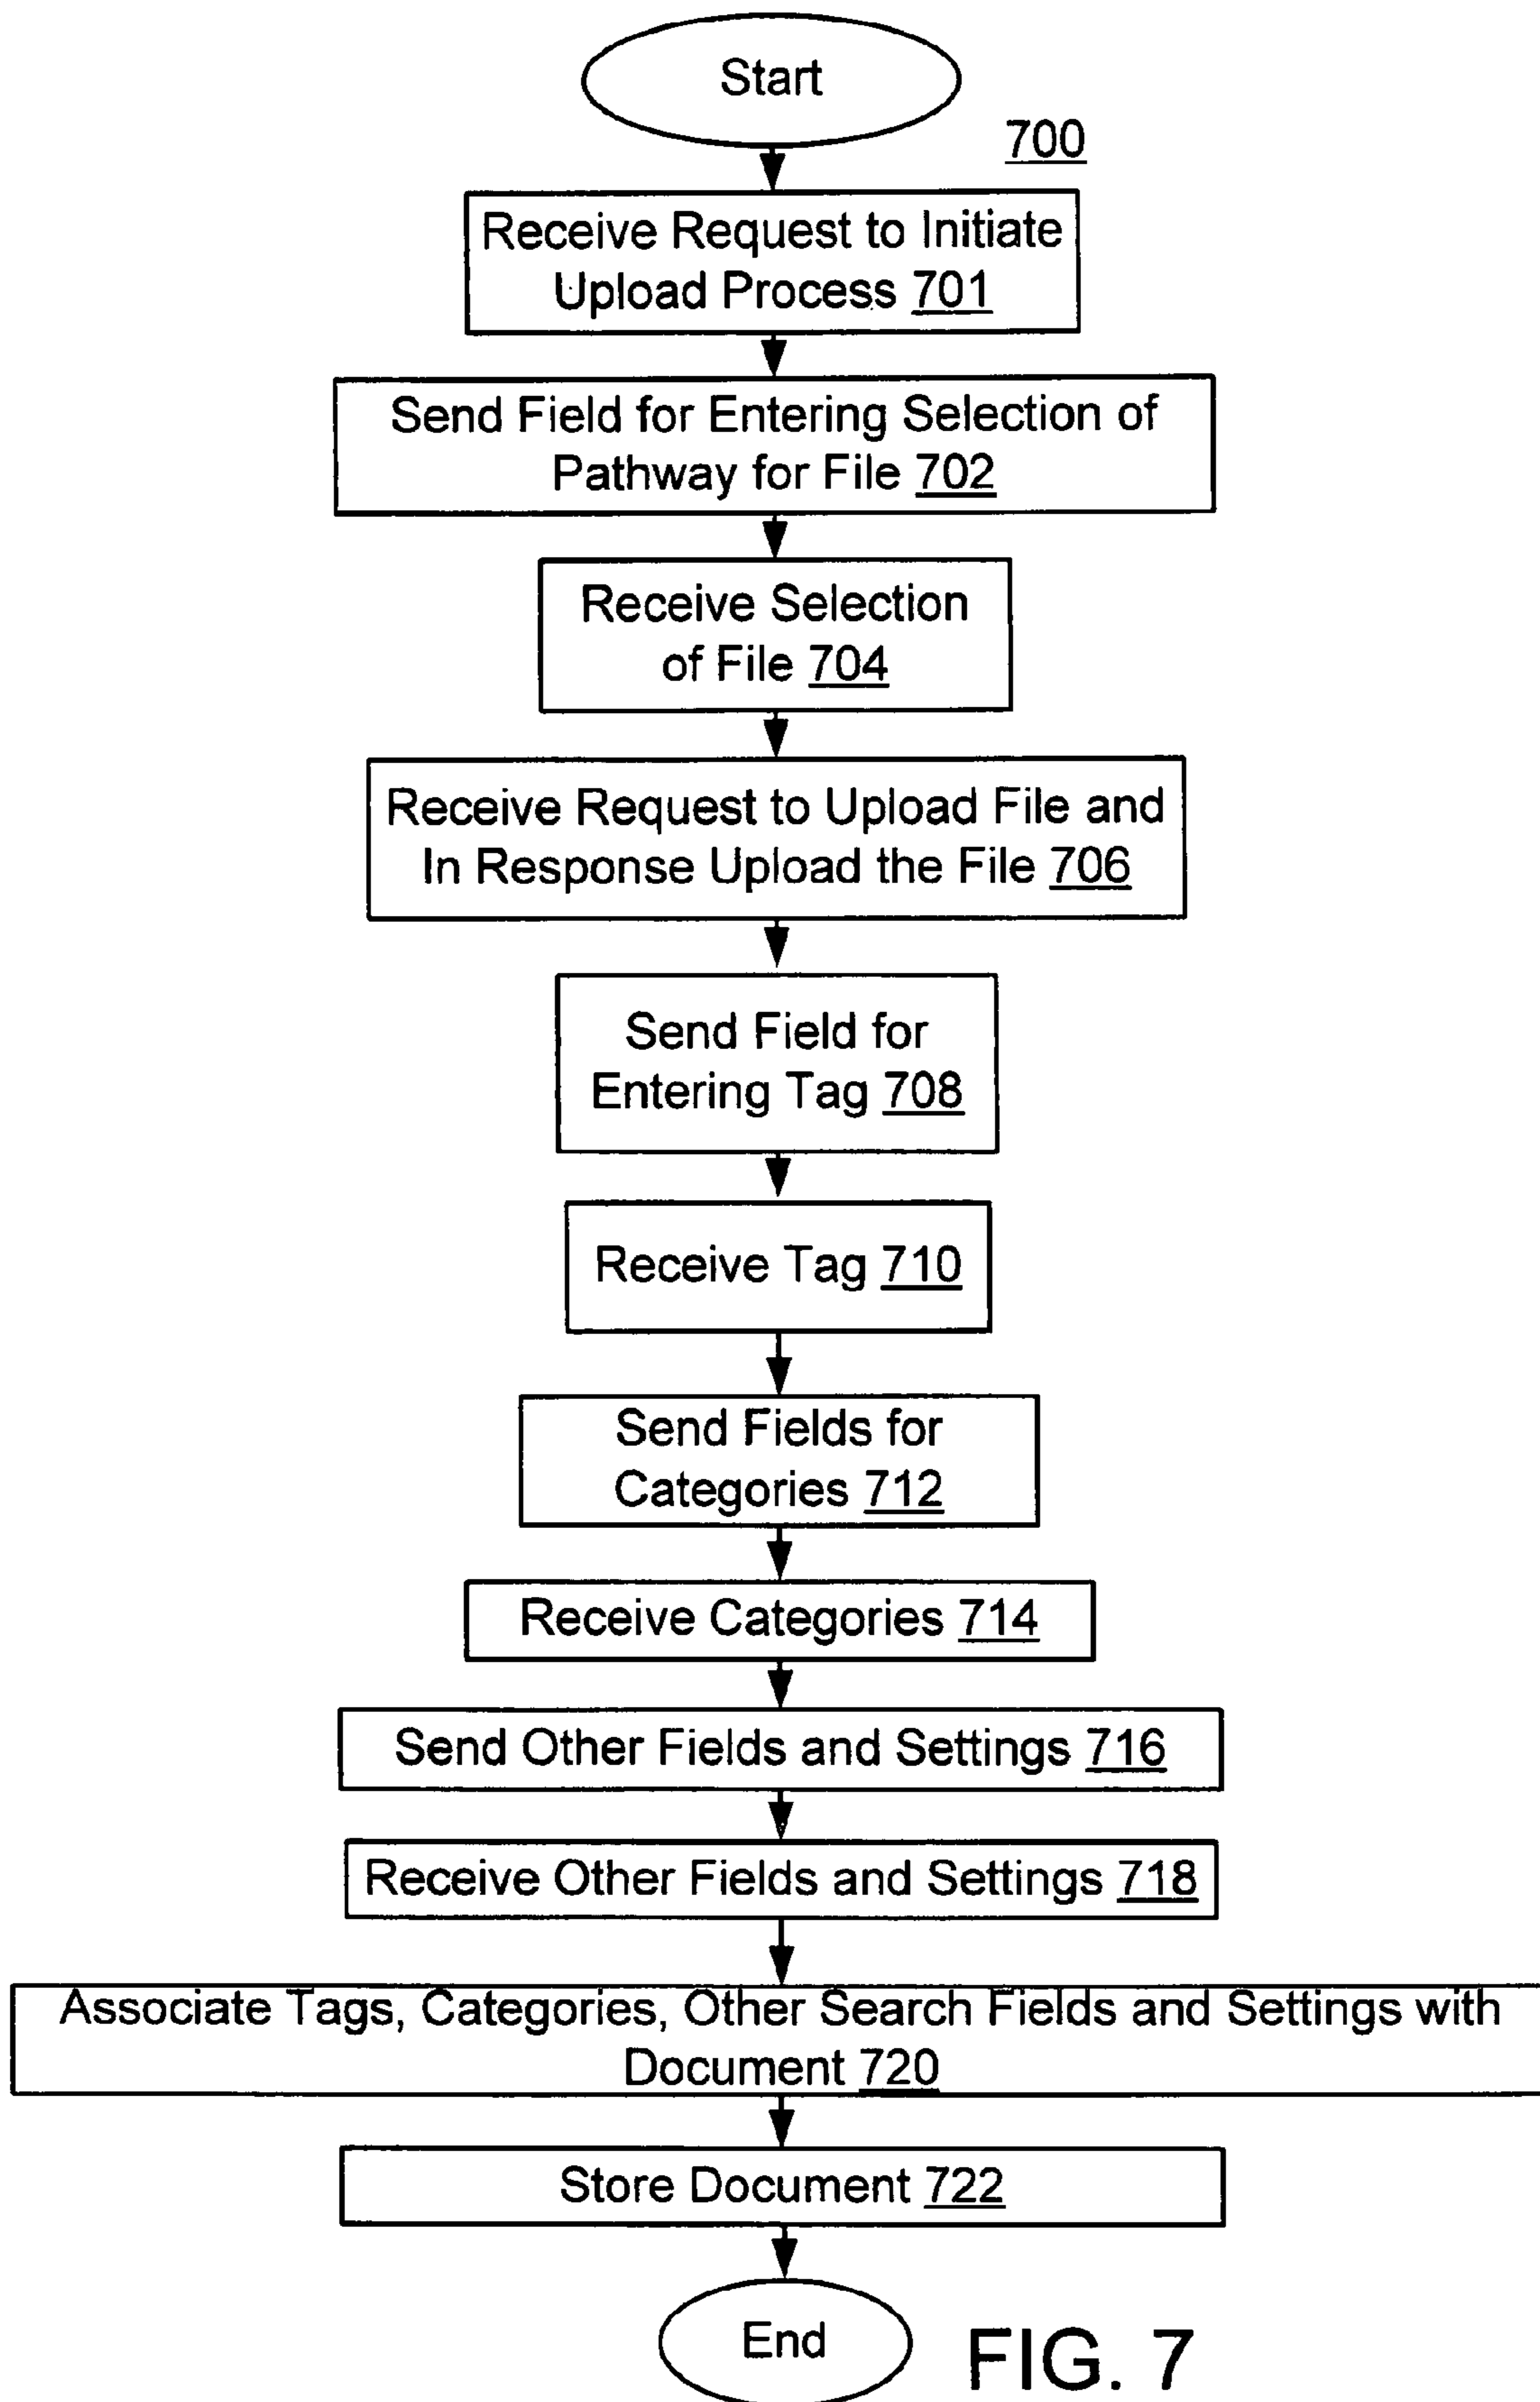 Start
700
Receive Request to Initiate
Upload Process 701
Send Field for Entering Selection of
Pathway for File 702
Receive Selection
of File 704
Receive Request to Upload File and
In Response Upload the File 706
Send Field for
Entering Tag 708
Receive Tag 710
Send Fields for
Categories 712
Receive Categories 714
Send Other Fields and Settings 716
Receive Other Fields and Settings 718
Associate Tags, Categories, Other Search Fields and Settings with
Document 720
Store Document 722
End
FIG. 7